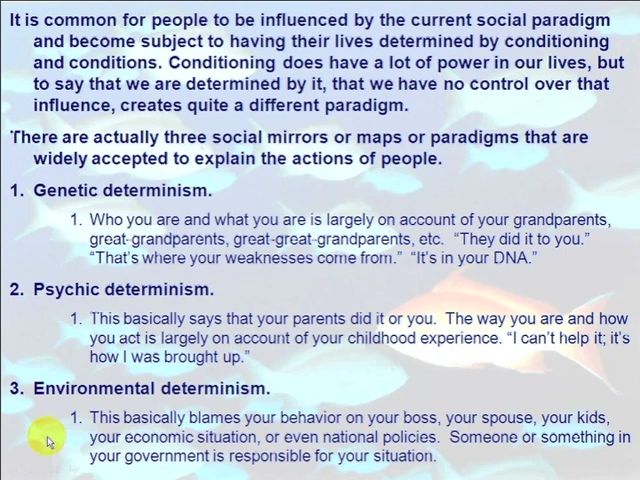 It is common for people to be influenced by the current social paradigm
and become subject to having their lives determined by conditioning
and conditions. Conditioning does have a lot of power in our lives, but
to say that we are determined by it, that we have no control over that
influence, creates quite a different paradigm.
There are actually three social mirrors or maps or paradigms that are
widely accepted to explain the actions of people.
1. Genetic determinism.
1. Who you are and what you are is largely on account of your grandparents,
great-grandparents, great-great-grandparents, etc. “They did it to you.”
“That’s where your weaknesses come from.” “It’s in your DNA.”
2. Psychic determinism.
1. This basically says that your parents did it or you. The way you are and how
you act is largely on account of your childhood experience. “I can’t help it; it’s
how I was brought up.”
3. Environmental determinism.
1. This basically blames your behavior on your boss, your spouse, your kids,
your economic situation, or even national policies. Someone or something in
your government is responsible for your situation.